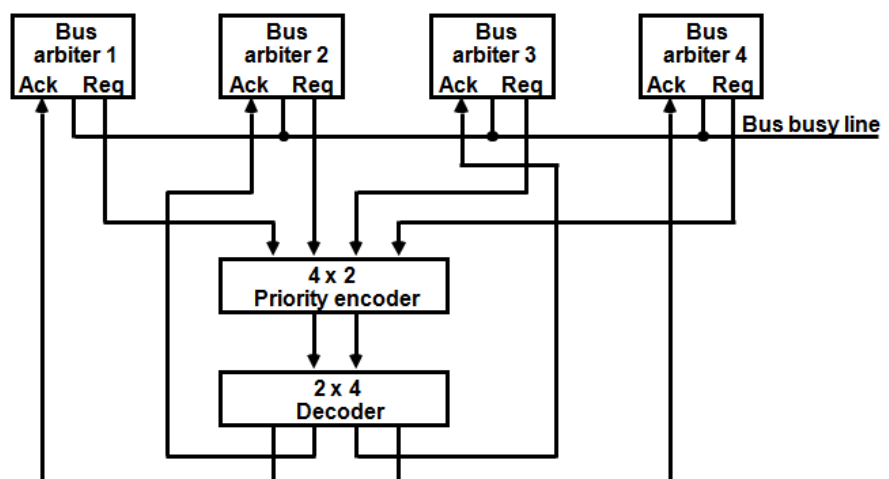 Bus
arbiter 1
Ack Req
Bus
arbiter 2
Ack Req
Bus
arbiter 3
Ack Req
Bus
arbiter 4
Ack Req
Bus busy line
4 x 2
Priority encoder
2 x 4
Decoder